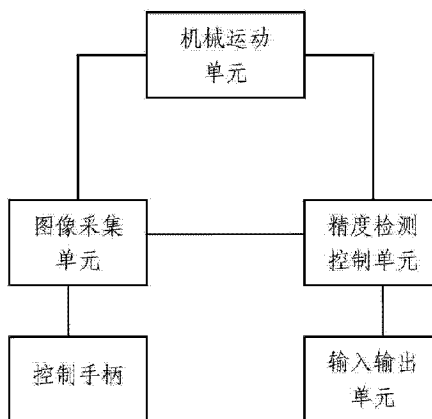 机械运动
单元
图像采集
单元
精度检测
控制单元
控制手柄
输入输出
单元